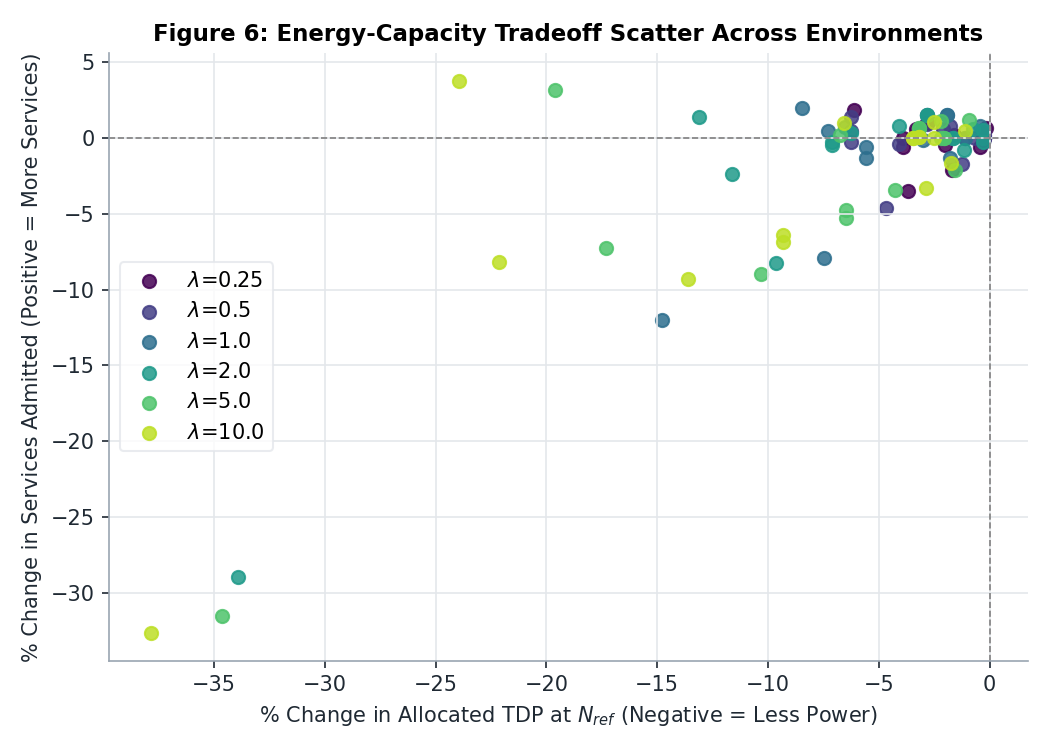 Figure 6: Energy-Capacity Tradeoff Scatter Across Environments
% Change in Services Admitted (Positive = More Services)
5
0
−5
−10
−15
−20
−25
−30
λ=0.25
λ=0.5
λ=1.0
λ=2.0
λ=5.0
λ=10.0
−35 −30 −25 −20 −15 −10 −5 0
% Change in Allocated TDP at N_ref (Negative = Less Power)